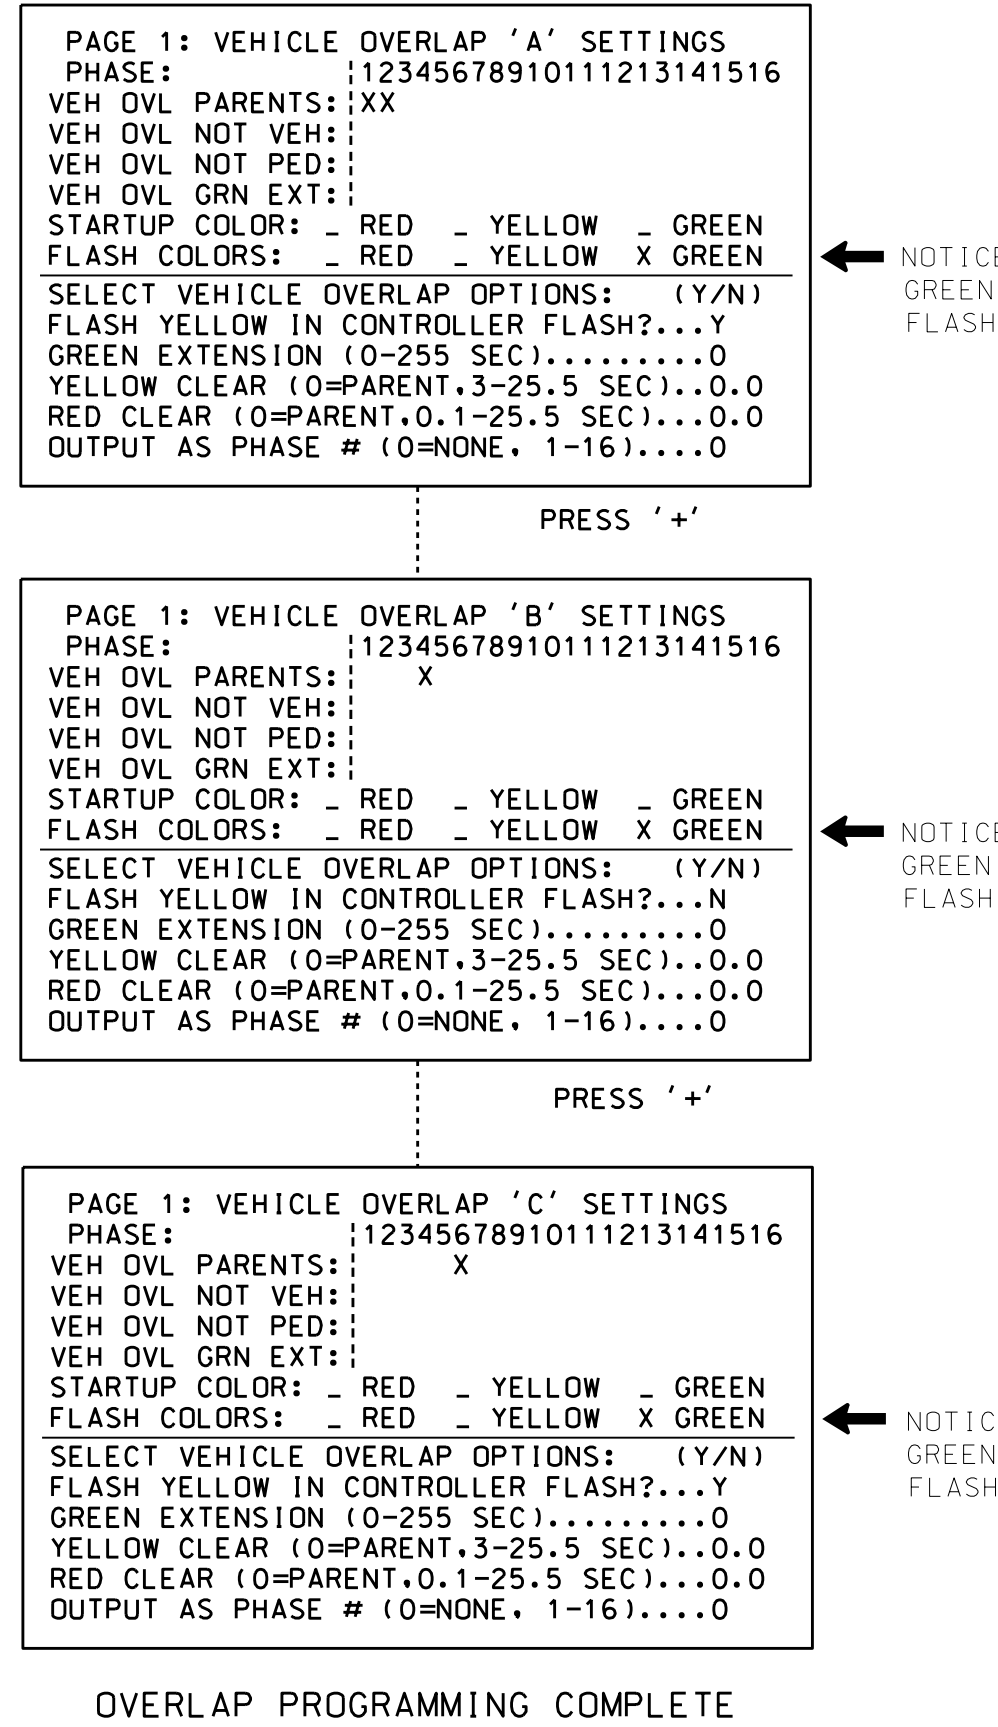 PAGE 1: VEHICLE OVERLAP 'A' SETTINGS
PHASE: ¦12345678910111213141516
VEH OVL PARENTS:¦XX
VEH OVL NOT VEH:¦
VEH OVL NOT PED:¦
VEH OVL GRN EXT:¦
STARTUP COLOR: _ RED _ YELLOW _ GREEN
FLASH COLORS: _ RED _ YELLOW X GREEN
NOTICE
GREEN
FLASH
SELECT VEHICLE OVERLAP OPTIONS: (Y/N)
FLASH YELLOW IN CONTROLLER FLASH?...Y
GREEN EXTENSION (0-255 SEC).........0
YELLOW CLEAR (0=PARENT,3-25.5 SEC)..0.0
RED CLEAR (0=PARENT,0.1-25.5 SEC)...0.0
OUTPUT AS PHASE # (0=NONE, 1-16)....0
PRESS '+'
PAGE 1: VEHICLE OVERLAP 'B' SETTINGS
PHASE: ¦12345678910111213141516
VEH OVL PARENTS:¦ X
VEH OVL NOT VEH:¦
VEH OVL NOT PED:¦
VEH OVL GRN EXT:¦
STARTUP COLOR: _ RED _ YELLOW _ GREEN
FLASH COLORS: _ RED _ YELLOW X GREEN
NOTICE
GREEN
FLASH
SELECT VEHICLE OVERLAP OPTIONS: (Y/N)
FLASH YELLOW IN CONTROLLER FLASH?...N
GREEN EXTENSION (0-255 SEC).........0
YELLOW CLEAR (0=PARENT,3-25.5 SEC)..0.0
RED CLEAR (0=PARENT,0.1-25.5 SEC)...0.0
OUTPUT AS PHASE # (0=NONE, 1-16)....0
PRESS '+'
PAGE 1: VEHICLE OVERLAP 'C' SETTINGS
PHASE: ¦12345678910111213141516
VEH OVL PARENTS:¦ X
VEH OVL NOT VEH:¦
VEH OVL NOT PED:¦
VEH OVL GRN EXT:¦
STARTUP COLOR: _ RED _ YELLOW _ GREEN
FLASH COLORS: _ RED _ YELLOW X GREEN
NOTIC
GREEN
FLASH
SELECT VEHICLE OVERLAP OPTIONS: (Y/N)
FLASH YELLOW IN CONTROLLER FLASH?...Y
GREEN EXTENSION (0-255 SEC).........0
YELLOW CLEAR (0=PARENT,3-25.5 SEC)..0.0
RED CLEAR (0=PARENT,0.1-25.5 SEC)...0.0
OUTPUT AS PHASE # (0=NONE, 1-16)....0
OVERLAP PROGRAMMING COMPLETE